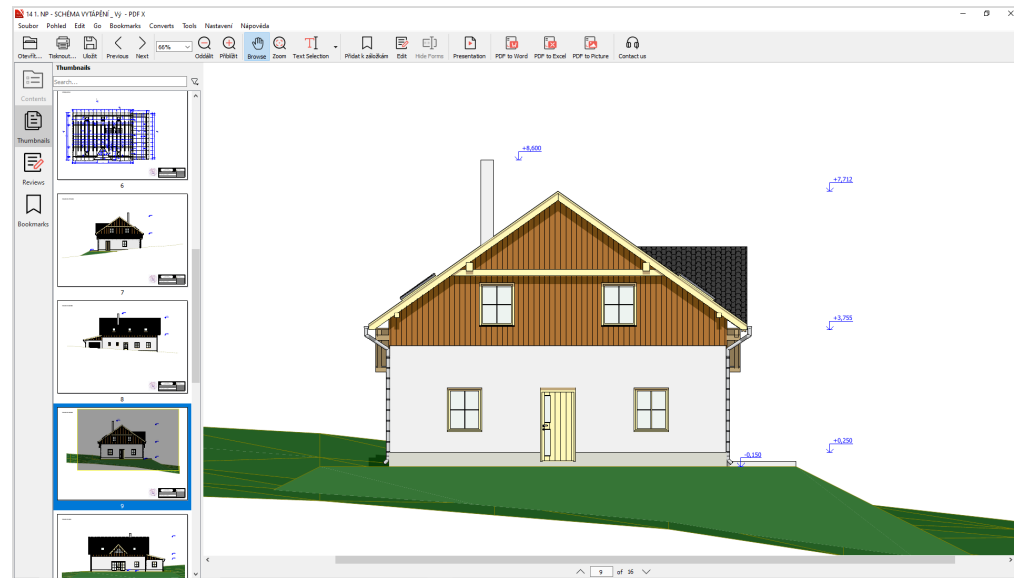 14 1. NP - SCHÉMA VYTÁPĚNÍ_ Vý - PDF X
Soubor Pohled Edit Go Bookmarks Converts Tools Nastavení Nápověda
66%
Otevřít... Tisknout... Uložit Previous Next Oddálit Přiblížit Browse Zoom Text Selection Přidat k záložkám Edit Hide Forms Presentation PDF to Word PDF to Excel PDF to Picture Contact us
Thumbnails
Search...
Contents
Thumbnails
Reviews
Bookmarks
6
7
8
9
+8,600
+7,712
+3,755
+0,250
-0,150
9 of 16